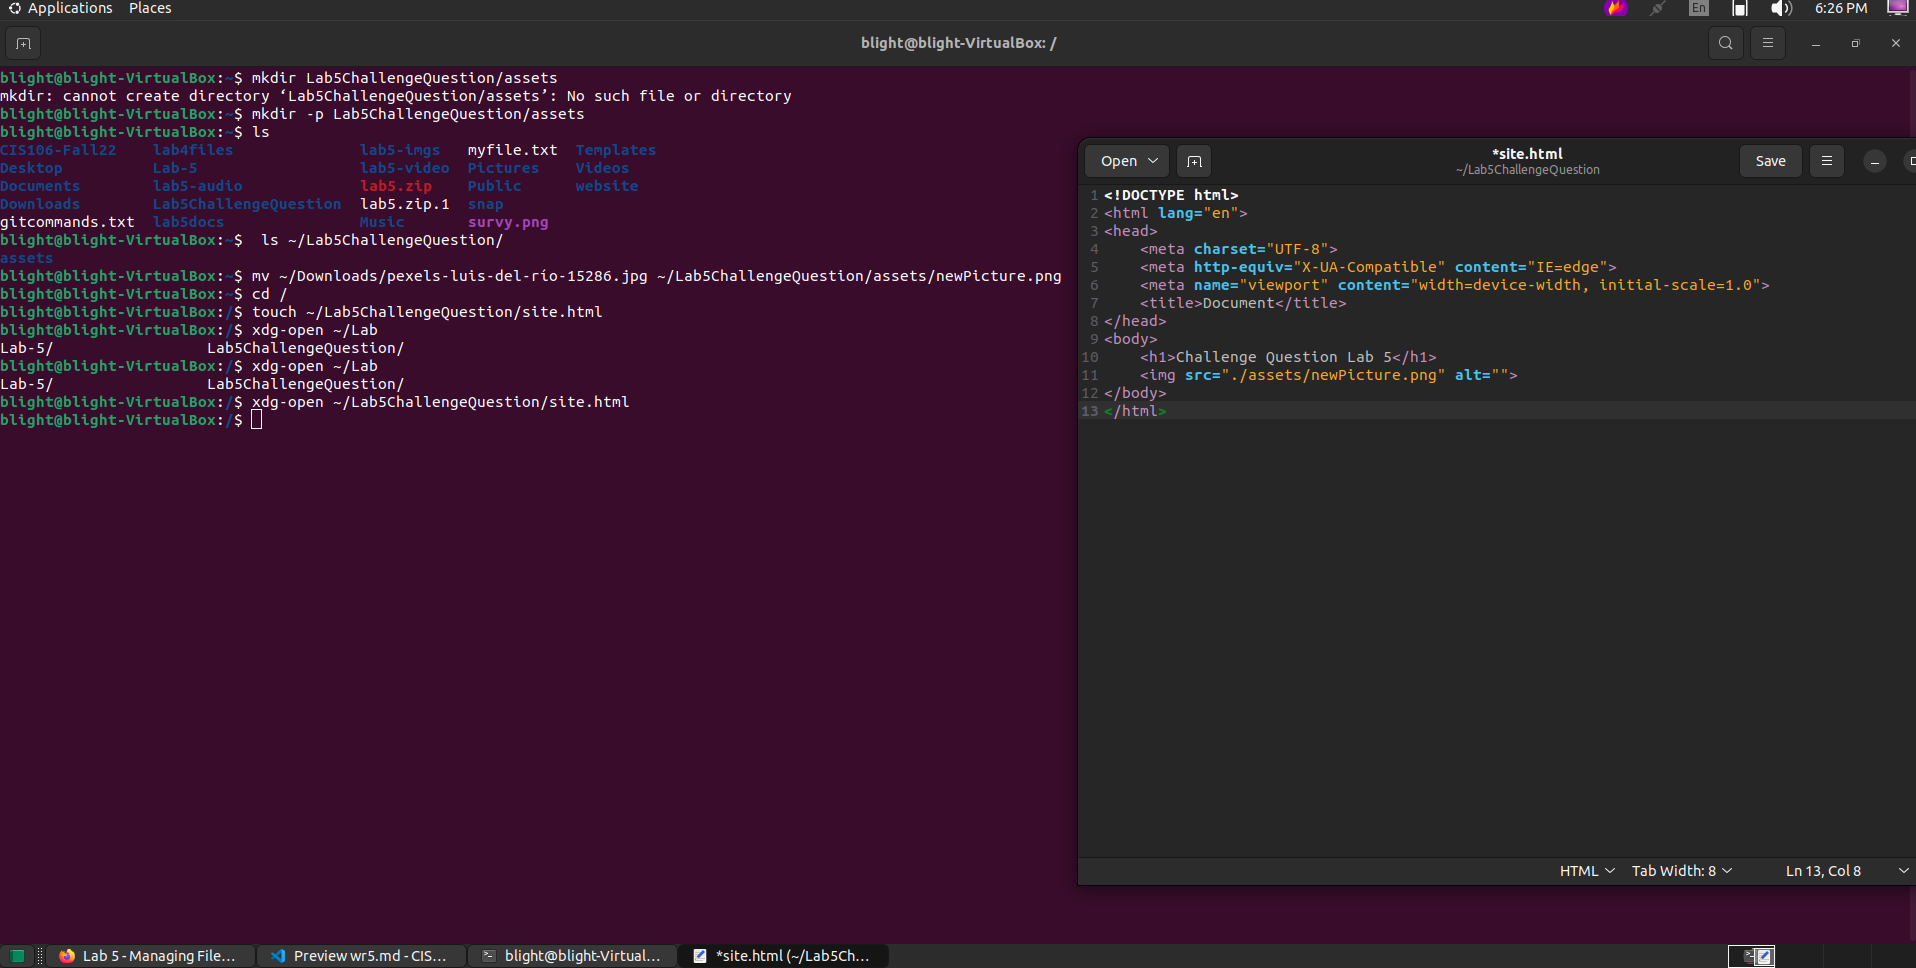 Applications Places En 6:26 PM
blight@blight-VirtualBox: /
blight@blight-VirtualBox:~$ mkdir Lab5ChallengeQuestion/assets
mkdir: cannot create directory ‘Lab5ChallengeQuestion/assets’: No such file or directory
blight@blight-VirtualBox:~$ mkdir -p Lab5ChallengeQuestion/assets
blight@blight-VirtualBox:~$ ls
CIS106-Fall22 lab4files lab5-imgs myfile.txt Templates
Desktop Lab-5 lab5-video Pictures Videos
Documents lab5-audio lab5.zip Public website
Downloads Lab5ChallengeQuestion lab5.zip.1 snap
gitcommands.txt lab5docs Music survy.png
blight@blight-VirtualBox:~$  ls ~/Lab5ChallengeQuestion/
assets
blight@blight-VirtualBox:~$ mv ~/Downloads/pexels-luis-del-río-15286.jpg ~/Lab5ChallengeQuestion/assets/newPicture.png
blight@blight-VirtualBox:~$ cd /
blight@blight-VirtualBox:/$ touch ~/Lab5ChallengeQuestion/site.html
blight@blight-VirtualBox:/$ xdg-open ~/Lab
Lab-5/ Lab5ChallengeQuestion/
blight@blight-VirtualBox:/$ xdg-open ~/Lab
Lab-5/ Lab5ChallengeQuestion/
blight@blight-VirtualBox:/$ xdg-open ~/Lab5ChallengeQuestion/site.html
blight@blight-VirtualBox:/$
Open *site.html Save
~/Lab5ChallengeQuestion
1 <!DOCTYPE html>
2 <html lang="en">
3 <head>
4     <meta charset="UTF-8">
5     <meta http-equiv="X-UA-Compatible" content="IE=edge">
6     <meta name="viewport" content="width=device-width, initial-scale=1.0">
7     <title>Document</title>
8 </head>
9 <body>
10     <h1>Challenge Question Lab 5</h1>
11     <img src="./assets/newPicture.png" alt="">
12 </body>
13 </html>
HTML Tab Width: 8 Ln 13, Col 8
Lab 5 - Managing File... Preview wr5.md - CIS... blight@blight-Virtual... *site.html (~/Lab5Ch...